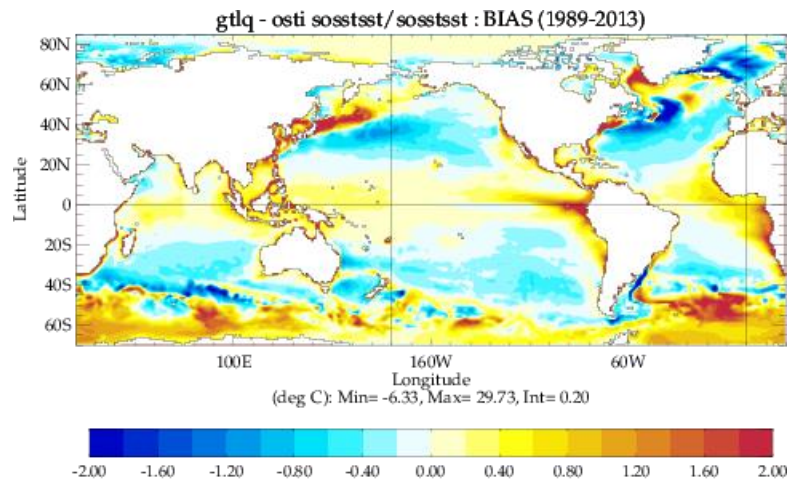 gtlq - osti sosstsst/sosstsst : BIAS (1989-2013)
80N
60N
40N
20N
0
20S
40S
60S
Latitude
100E 160W 60W
Longitude
(deg C): Min= -6.33, Max= 29.73, Int= 0.20
-2.00 -1.60 -1.20 -0.80 -0.40 0.00 0.40 0.80 1.20 1.60 2.00